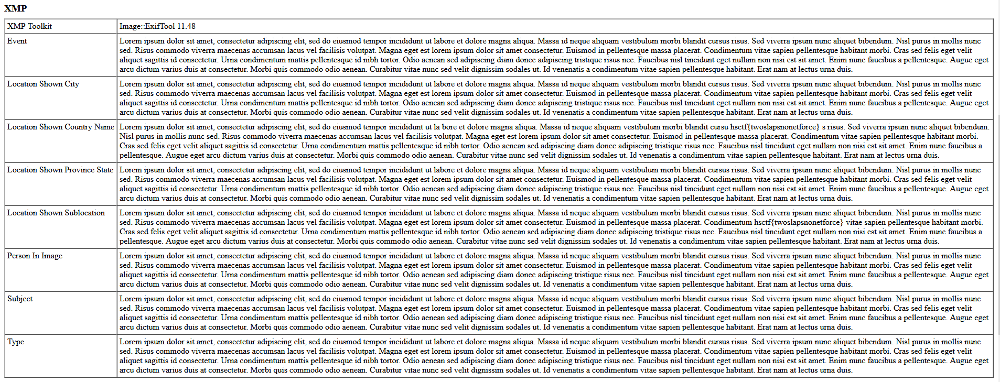 XMP
XMP Toolkit
Image::ExifTool 11.48
Event
Lorem ipsum dolor sit amet, consectetur adipiscing elit, sed do eiusmod tempor incididunt ut labore et dolore magna aliqua. Massa id neque aliquam vestibulum morbi blandit cursus risus. Sed viverra ipsum nunc aliquet bibendum. Nisl purus in mollis nunc
sed. Risus commodo viverra maecenas accumsan lacus vel facilisis volutpat. Magna eget est lorem ipsum dolor sit amet consectetur. Euismod in pellentesque massa placerat. Condimentum vitae sapien pellentesque habitant morbi. Cras sed felis eget velit
aliquet sagittis id consectetur. Urna condimentum mattis pellentesque id nibh tortor. Odio aenean sed adipiscing diam donec adipiscing tristique risus nec. Faucibus nisl tincidunt eget nullam non nisi est sit amet. Enim nunc faucibus a pellentesque. Augue eget
arcu dictum varius duis at consectetur. Morbi quis commodo odio aenean. Curabitur vitae nunc sed velit dignissim sodales ut. Id venenatis a condimentum vitae sapien pellentesque habitant. Erat nam at lectus urna duis.
Location Shown City
Lorem ipsum dolor sit amet, consectetur adipiscing elit, sed do eiusmod tempor incididunt ut labore et dolore magna aliqua. Massa id neque aliquam vestibulum morbi blandit cursus risus. Sed viverra ipsum nunc aliquet bibendum. Nisl purus in mollis nunc
sed. Risus commodo viverra maecenas accumsan lacus vel facilisis volutpat. Magna eget est lorem ipsum dolor sit amet consectetur. Euismod in pellentesque massa placerat. Condimentum vitae sapien pellentesque habitant morbi. Cras sed felis eget velit
aliquet sagittis id consectetur. Urna condimentum mattis pellentesque id nibh tortor. Odio aenean sed adipiscing diam donec adipiscing tristique risus nec. Faucibus nisl tincidunt eget nullam non nisi est sit amet. Enim nunc faucibus a pellentesque. Augue eget
arcu dictum varius duis at consectetur. Morbi quis commodo odio aenean. Curabitur vitae nunc sed velit dignissim sodales ut. Id venenatis a condimentum vitae sapien pellentesque habitant. Erat nam at lectus urna duis.
Location Shown Country Name
Lorem ipsum dolor sit amet, consectetur adipiscing elit, sed do eiusmod tempor incididunt ut la bore et dolore magna aliqua. Massa id neque aliquam vestibulum morbi blandit cursu hsctf{twoslapsnonetforce} s risus. Sed viverra ipsum nunc aliquet bibendum.
Nisl purus in mollis nunc sed. Risus commodo viverra maecenas accumsan lacus vel facilisis volutpat. Magna eget est lorem ipsum dolor sit amet consectetur. Euismod in pellentesque massa placerat. Condimentum vitae sapien pellentesque habitant morbi.
Cras sed felis eget velit aliquet sagittis id consectetur. Urna condimentum mattis pellentesque id nibh tortor. Odio aenean sed adipiscing diam donec adipiscing tristique risus nec. Faucibus nisl tincidunt eget nullam non nisi est sit amet. Enim nunc faucibus a
pellentesque. Augue eget arcu dictum varius duis at consectetur. Morbi quis commodo odio aenean. Curabitur vitae nunc sed velit dignissim sodales ut. Id venenatis a condimentum vitae sapien pellentesque habitant. Erat nam at lectus urna duis.
Location Shown Province State
Lorem ipsum dolor sit amet, consectetur adipiscing elit, sed do eiusmod tempor incididunt ut labore et dolore magna aliqua. Massa id neque aliquam vestibulum morbi blandit cursus risus. Sed viverra ipsum nunc aliquet bibendum. Nisl purus in mollis nunc
sed. Risus commodo viverra maecenas accumsan lacus vel facilisis volutpat. Magna eget est lorem ipsum dolor sit amet consectetur. Euismod in pellentesque massa placerat. Condimentum vitae sapien pellentesque habitant morbi. Cras sed felis eget velit
aliquet sagittis id consectetur. Urna condimentum mattis pellentesque id nibh tortor. Odio aenean sed adipiscing diam donec adipiscing tristique risus nec. Faucibus nisl tincidunt eget nullam non nisi est sit amet. Enim nunc faucibus a pellentesque. Augue eget
arcu dictum varius duis at consectetur. Morbi quis commodo odio aenean. Curabitur vitae nunc sed velit dignissim sodales ut. Id venenatis a condimentum vitae sapien pellentesque habitant. Erat nam at lectus urna duis.
Location Shown Sublocation
Lorem ipsum dolor sit amet, consectetur adipiscing elit, sed do eiusmod tempor incididunt ut labore et dolore magna aliqua. Massa id neque aliquam vestibulum morbi blandit cursus risus. Sed viverra ipsum nunc aliquet bibendum. Nisl purus in mollis nunc
sed. Risus commodo viverra maecenas accumsan lacus vel facilisis volutpat. Magna eget est lorem ipsum dolor sit amet consectetur. Euismod in pellentesque massa placerat. Condimentum hsctf{twoslapsnonetforce} vitae sapien pellentesque habitant morbi.
Cras sed felis eget velit aliquet sagittis id consectetur. Urna condimentum mattis pellentesque id nibh tortor. Odio aenean sed adipiscing diam donec adipiscing tristique risus nec. Faucibus nisl tincidunt eget nullam non nisi est sit amet. Enim nunc faucibus a
pellentesque. Augue eget arcu dictum varius duis at consectetur. Morbi quis commodo odio aenean. Curabitur vitae nunc sed velit dignissim sodales ut. Id venenatis a condimentum vitae sapien pellentesque habitant. Erat nam at lectus urna duis.
Person In Image
Lorem ipsum dolor sit amet, consectetur adipiscing elit, sed do eiusmod tempor incididunt ut labore et dolore magna aliqua. Massa id neque aliquam vestibulum morbi blandit cursus risus. Sed viverra ipsum nunc aliquet bibendum. Nisl purus in mollis nunc
sed. Risus commodo viverra maecenas accumsan lacus vel facilisis volutpat. Magna eget est lorem ipsum dolor sit amet consectetur. Euismod in pellentesque massa placerat. Condimentum vitae sapien pellentesque habitant morbi. Cras sed felis eget velit
aliquet sagittis id consectetur. Urna condimentum mattis pellentesque id nibh tortor. Odio aenean sed adipiscing diam donec adipiscing tristique risus nec. Faucibus nisl tincidunt eget nullam non nisi est sit amet. Enim nunc faucibus a pellentesque. Augue eget
arcu dictum varius duis at consectetur. Morbi quis commodo odio aenean. Curabitur vitae nunc sed velit dignissim sodales ut. Id venenatis a condimentum vitae sapien pellentesque habitant. Erat nam at lectus urna duis.
Subject
Lorem ipsum dolor sit amet, consectetur adipiscing elit, sed do eiusmod tempor incididunt ut labore et dolore magna aliqua. Massa id neque aliquam vestibulum morbi blandit cursus risus. Sed viverra ipsum nunc aliquet bibendum. Nisl purus in mollis nunc
sed. Risus commodo viverra maecenas accumsan lacus vel facilisis volutpat. Magna eget est lorem ipsum dolor sit amet consectetur. Euismod in pellentesque massa placerat. Condimentum vitae sapien pellentesque habitant morbi. Cras sed felis eget velit
aliquet sagittis id consectetur. Urna condimentum mattis pellentesque id nibh tortor. Odio aenean sed adipiscing diam donec adipiscing tristique risus nec. Faucibus nisl tincidunt eget nullam non nisi est sit amet. Enim nunc faucibus a pellentesque. Augue eget
arcu dictum varius duis at consectetur. Morbi quis commodo odio aenean. Curabitur vitae nunc sed velit dignissim sodales ut. Id venenatis a condimentum vitae sapien pellentesque habitant. Erat nam at lectus urna duis.
Type
Lorem ipsum dolor sit amet, consectetur adipiscing elit, sed do eiusmod tempor incididunt ut labore et dolore magna aliqua. Massa id neque aliquam vestibulum morbi blandit cursus risus. Sed viverra ipsum nunc aliquet bibendum. Nisl purus in mollis nunc
sed. Risus commodo viverra maecenas accumsan lacus vel facilisis volutpat. Magna eget est lorem ipsum dolor sit amet consectetur. Euismod in pellentesque massa placerat. Condimentum vitae sapien pellentesque habitant morbi. Cras sed felis eget velit
aliquet sagittis id consectetur. Urna condimentum mattis pellentesque id nibh tortor. Odio aenean sed adipiscing diam donec adipiscing tristique risus nec. Faucibus nisl tincidunt eget nullam non nisi est sit amet. Enim nunc faucibus a pellentesque. Augue eget
arcu dictum varius duis at consectetur. Morbi quis commodo odio aenean. Curabitur vitae nunc sed velit dignissim sodales ut. Id venenatis a condimentum vitae sapien pellentesque habitant. Erat nam at lectus urna duis.